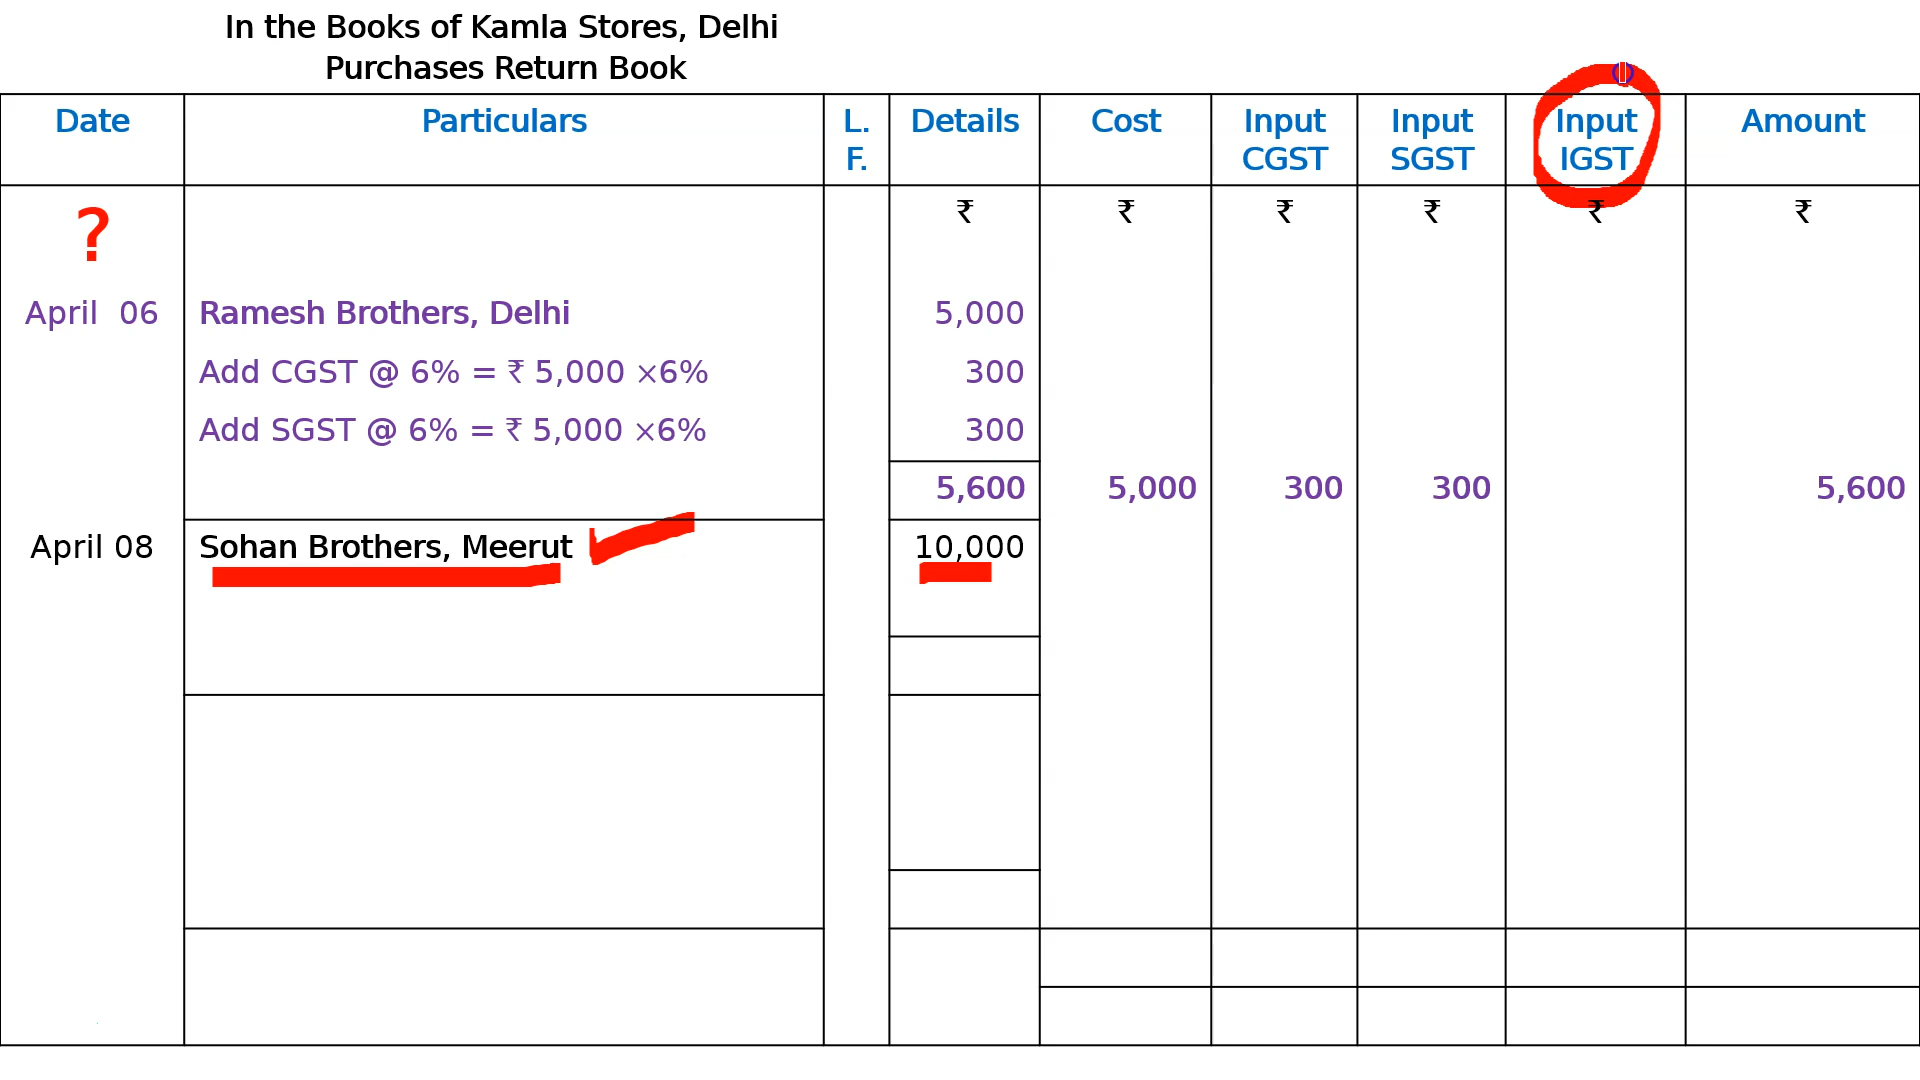 In the Books of Kamla Stores, Delhi
Purchases Return Book
Date Particulars L. F. Details Cost Input CGST Input SGST Input IGST Amount
? ₹ ₹ ₹ ₹ ₹ ₹
April 06 Ramesh Brothers, Delhi 5,000
Add CGST @ 6% = ₹ 5,000 ×6% 300
Add SGST @ 6% = ₹ 5,000 ×6% 300
5,600 5,000 300 300 5,600
April 08 Sohan Brothers, Meerut 10,000